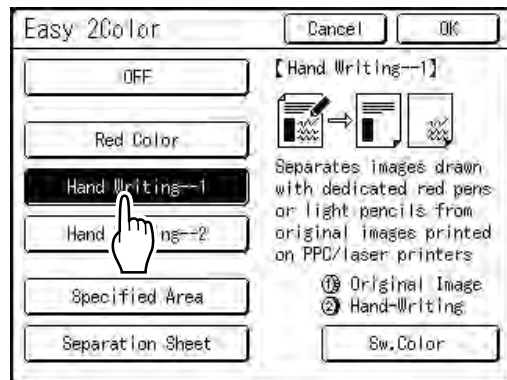 Easy 2Color
Cancel
OK
OFF
Red Color
Hand Writing--1
Hand ng--2
Specified Area
Separation Sheet
【Hand Writing--1】
Separates images drawn
with dedicated red pens
or light pencils from
original images printed
on PPC/laser printers
① Original Image
② Hand-Writing
Sw.Color